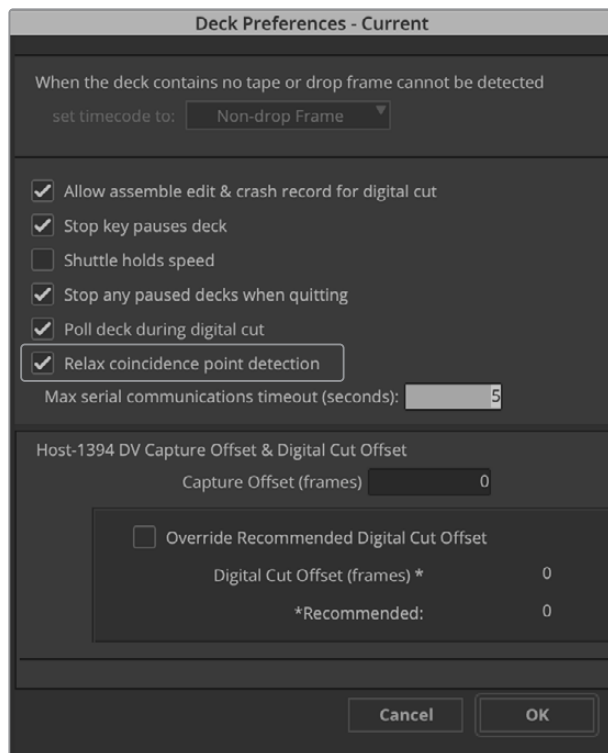 Deck Preferences - Current
When the deck contains no tape or drop frame cannot be detected
set timecode to: Non-drop Frame
Allow assemble edit & crash record for digital cut
Stop key pauses deck
Shuttle holds speed
Stop any paused decks when quitting
Poll deck during digital cut
Relax coincidence point detection
Max serial communications timeout (seconds): 5
Host-1394 DV Capture Offset & Digital Cut Offset
Capture Offset (frames) 0
Override Recommended Digital Cut Offset
Digital Cut Offset (frames) * 0
*Recommended: 0
Cancel OK